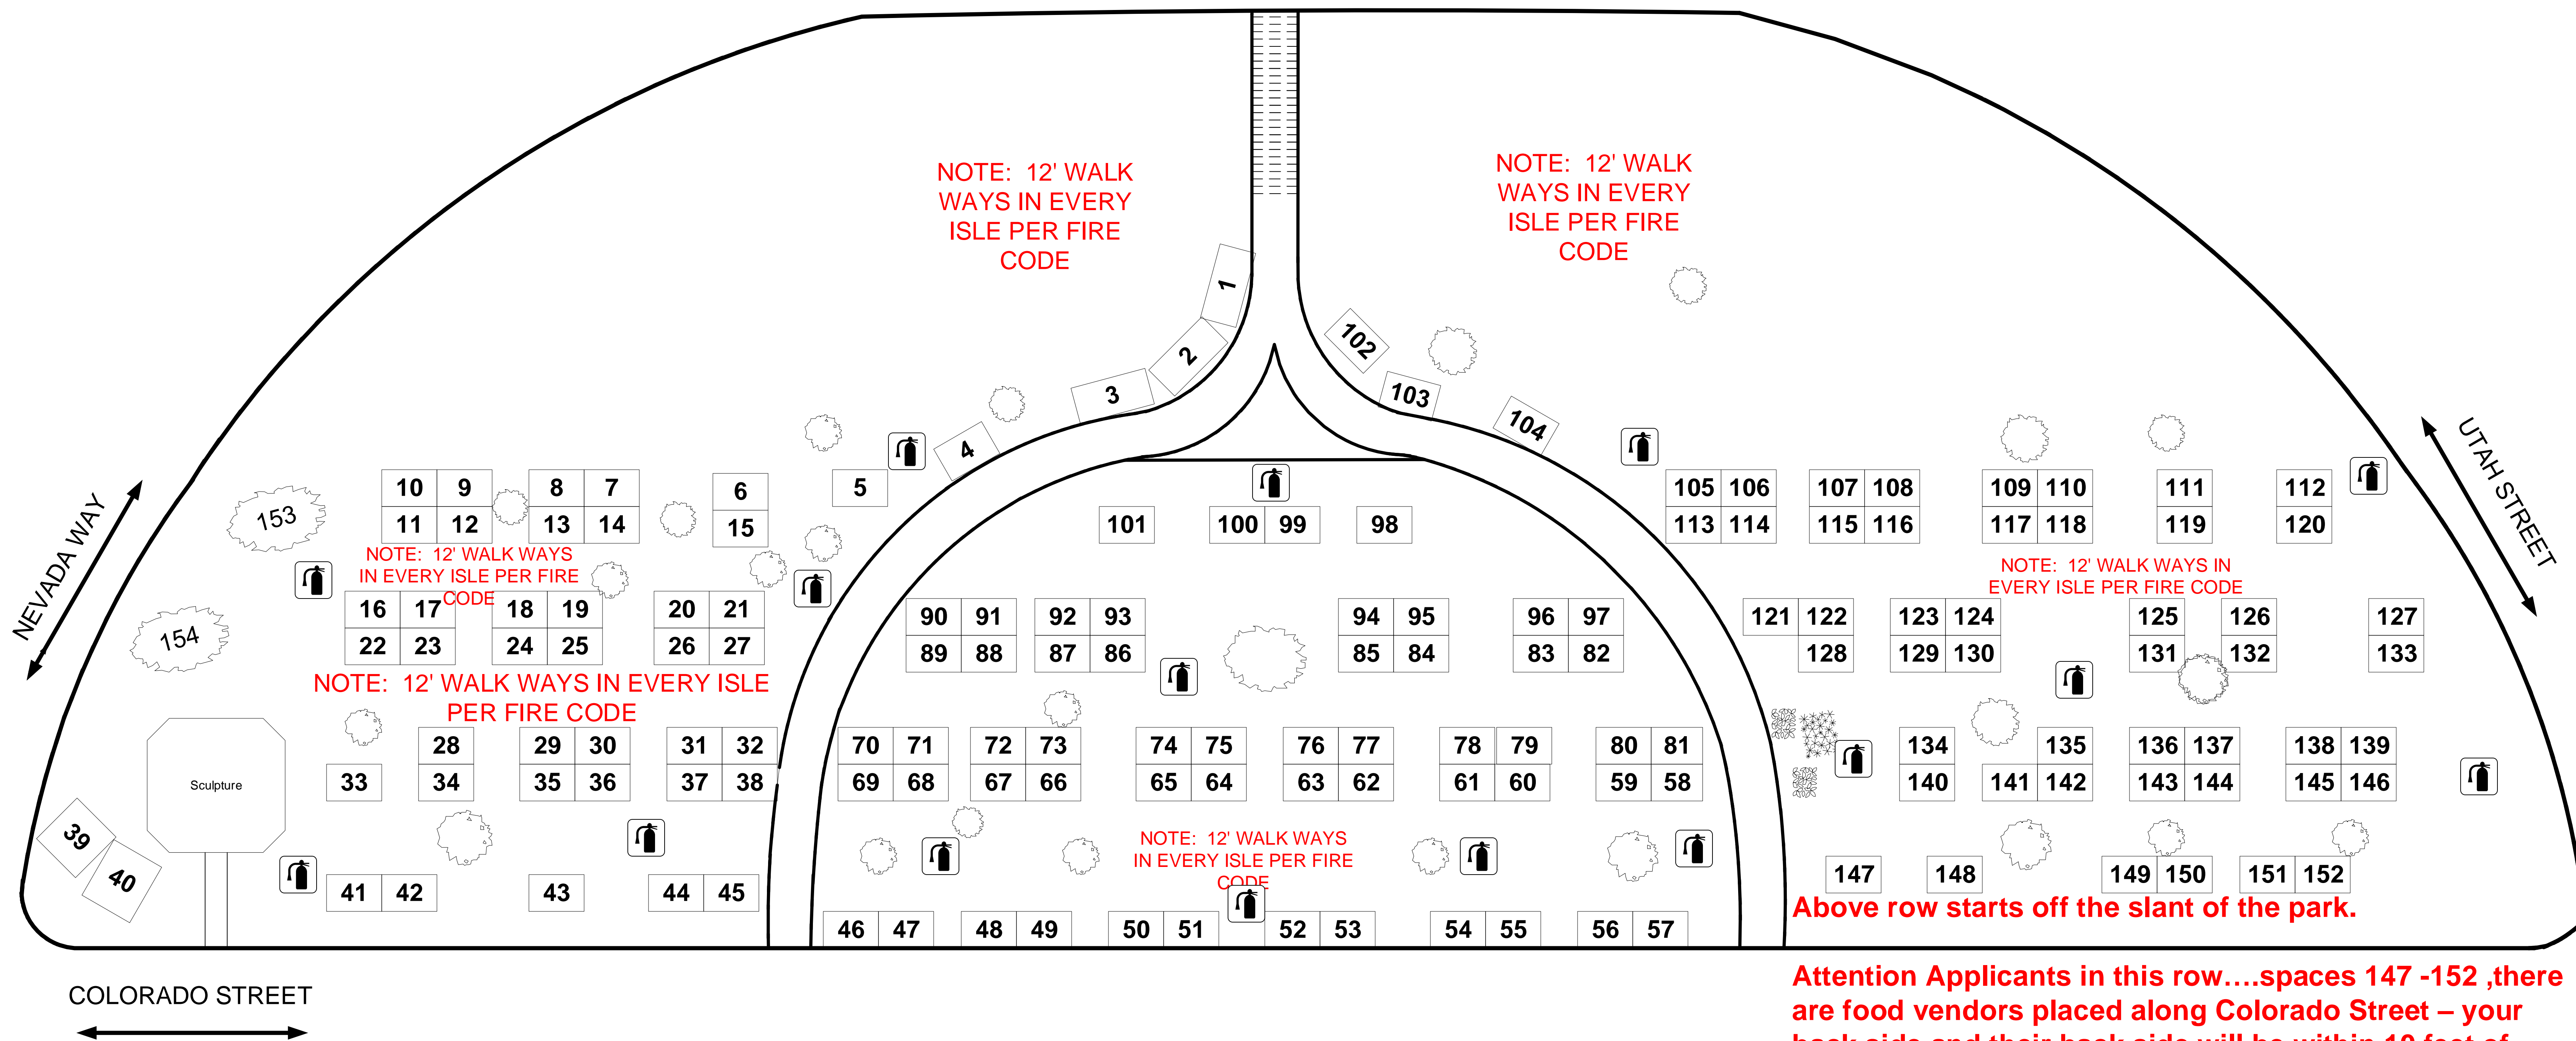 NOTE: 12' WALK
WAYS IN EVERY
ISLE PER FIRE
CODE
NOTE: 12' WALK
WAYS IN EVERY
ISLE PER FIRE
CODE
1
2
3
4
5
102
103
104
10 9 8 7 6
11 12 13 14 15
153
NOTE: 12' WALK WAYS
IN EVERY ISLE PER FIRE
CODE
NEVADA WAY
16 17 18 19 20 21
22 23 24 25 26 27
154
NOTE: 12' WALK WAYS IN EVERY ISLE
PER FIRE CODE
28 29 30 31 32
33 34 35 36 37 38
Sculpture
39
40
41 42 43 44 45
101 100 99 98
90 91 92 93 94 95 96 97
89 88 87 86 85 84 83 82
70 71 72 73 74 75 76 77 78 79 80 81
69 68 67 66 65 64 63 62 61 60 59 58
NOTE: 12' WALK WAYS
IN EVERY ISLE PER FIRE
CODE
46 47 48 49 50 51 52 53 54 55 56 57
105 106 107 108 109 110 111 112
113 114 115 116 117 118 119 120
UTAH STREET
NOTE: 12' WALK WAYS IN
EVERY ISLE PER FIRE CODE
121 122 123 124 125 126 127
128 129 130 131 132 133
134 135 136 137 138 139
140 141 142 143 144 145 146
147 148 149 150 151 152
Above row starts off the slant of the park.
COLORADO STREET
Attention Applicants in this row....spaces 147 -152 ,there
are food vendors placed along Colorado Street – your
back side and their back side will be within 10 feet of